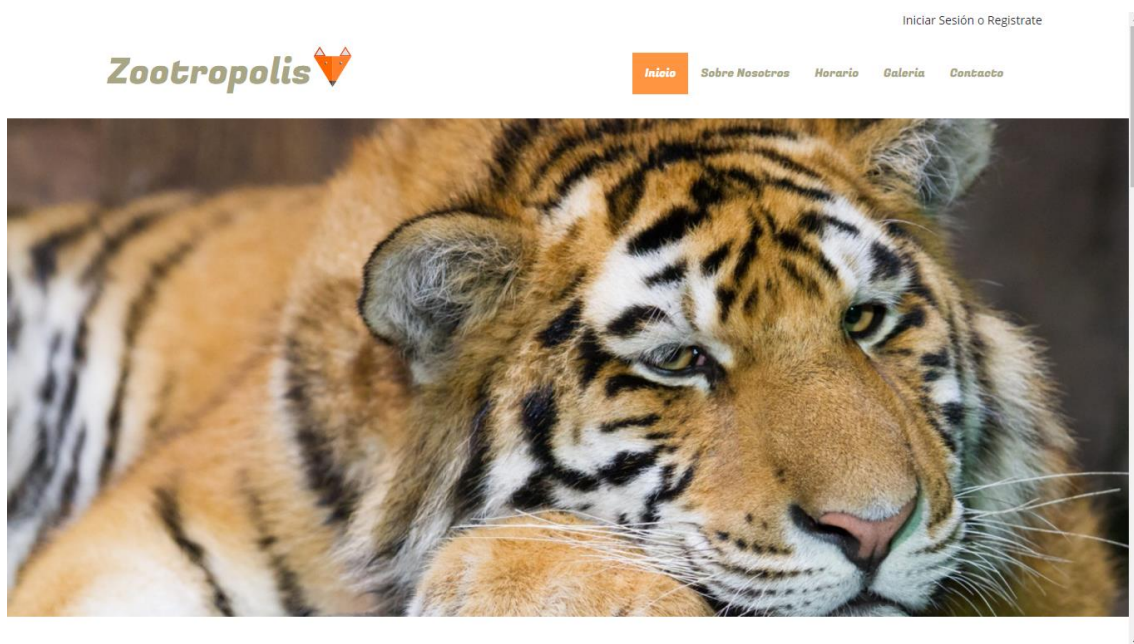 Iniciar Sesión o Registrate
Zootropolis
Inicio Sobre Nosotros Horario Galeria Contacto